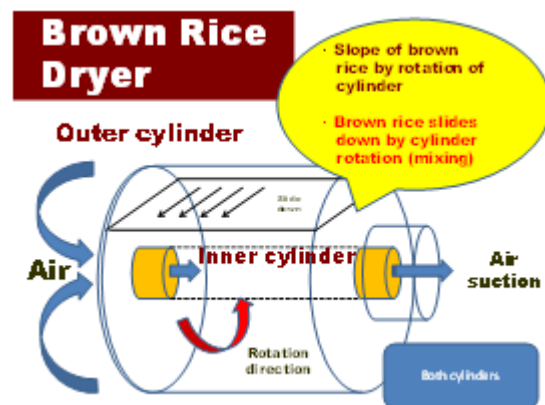 Brown Rice
Dryer
· Slope of brown
rice by rotation of
cylinder
· Brown rice slides
down by cylinder
rotation (mixing)
Outer cylinder
Slide
down
Inner cylinder
Air
Air
suction
Rotation
direction
Both cylinders